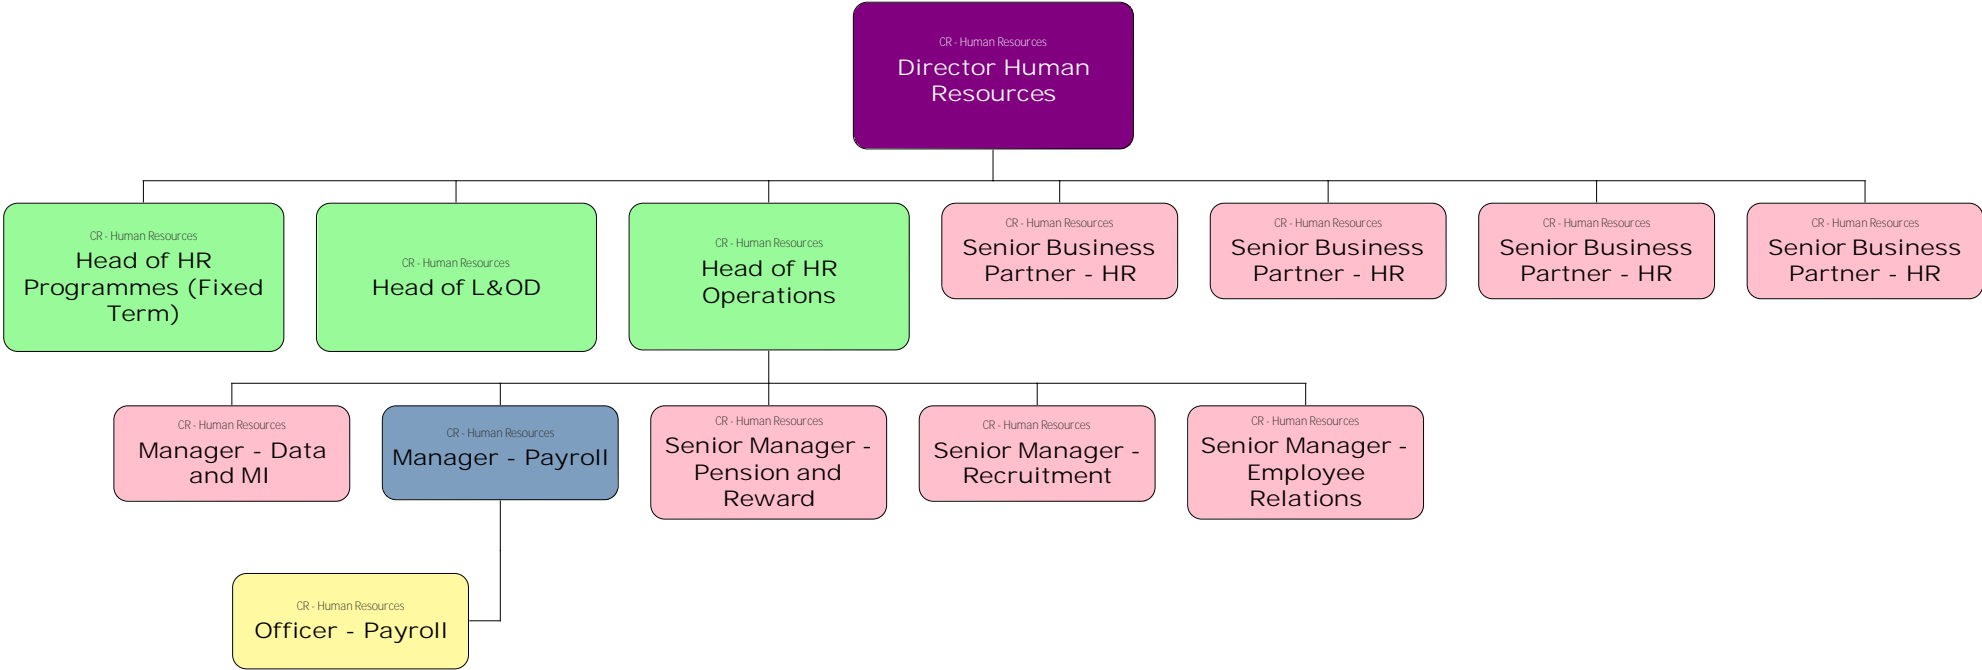 CR - Human Resources
Director Human
Resources
CR - Human Resources
Head of HR
Programmes (Fixed
Term)
CR - Human Resources
Head of L&OD
CR - Human Resources
Head of HR
Operations
CR - Human Resources
Senior Business
Partner - HR
CR - Human Resources
Senior Business
Partner - HR
CR - Human Resources
Senior Business
Partner - HR
CR - Human Resources
Senior Business
Partner - HR
CR - Human Resources
Manager - Data
and MI
CR - Human Resources
Manager - Payroll
CR - Human Resources
Senior Manager -
Pension and
Reward
CR - Human Resources
Senior Manager -
Recruitment
CR - Human Resources
Senior Manager -
Employee
Relations
CR - Human Resources
Officer - Payroll